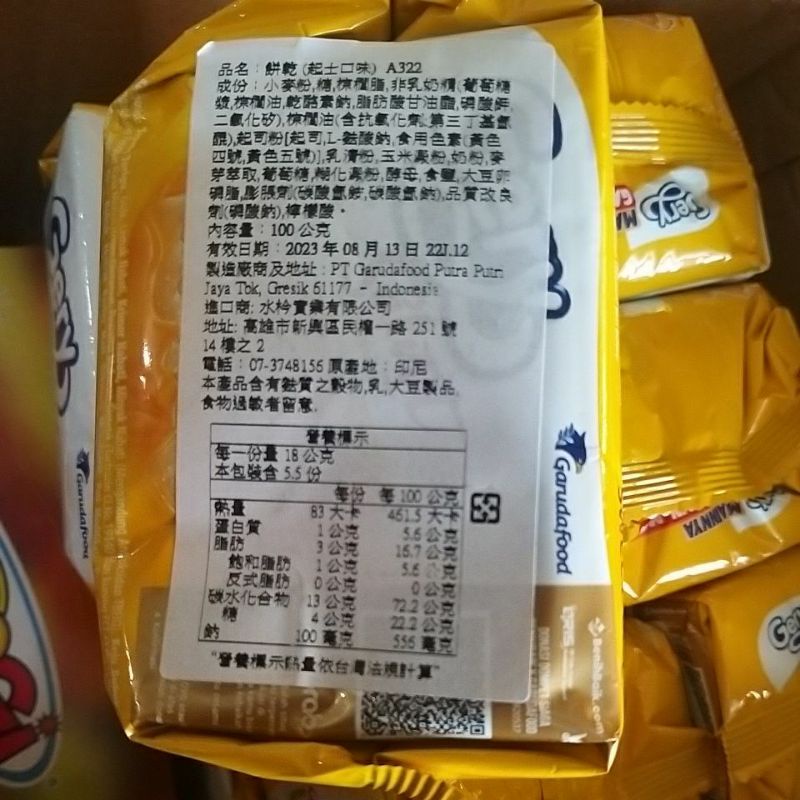 品名：餅乾 (起士口味) A322
成份：小麥粉,糖,棕櫚脂,非乳奶精(葡萄糖
漿,棕櫚油,乾酪素鈉,脂肪酸甘油酯,磷酸鉀,
二氧化矽),棕櫚油(含抗氧化劑,第三丁基氫
醌),起司粉[起司,L-麩酸鈉,食用色素(黃色
四號,黃色五號)],乳清粉,玉米澱粉,奶粉,麥
芽萃取,葡萄糖,糊化澱粉,酵母,食鹽,大豆卵
磷脂,膨脹劑(碳酸氫銨,碳酸氫鈉),品質改良
劑(磷酸鈉),檸檬酸。
內容量：100 公克
有效日期：2023 年 08 月 13 日 221.12
製造廠商及地址：PT Garudafood Putra Putri
Jaya Tok, Gresik 61177 - Indonesia
進口商: 水衿實業有限公司
地址: 高雄市新興區民權一路 251 號
14 樓之 2
電話：07-3748156 原產地：印尼
本產品含有麩質之穀物,乳,大豆製品,
食物過敏者留意.
營養標示
每一份量 18 公克
本包裝含 5.5 份
每份 每 100 公克
熱量 83 大卡 461.5 大卡
蛋白質 1 公克 5.6 公克
脂肪 3 公克 16.7 公克
飽和脂肪 1 公克 5.6 公克
反式脂肪 0 公克 0 公克
碳水化合物 13 公克 72.2 公克
糖 4 公克 22.2 公克
鈉 100 毫克 556 毫克
"營養標示熱量依台灣法規計算"
Garudafood
Gery
Garudafood
Gery
MAINNYA
Gery